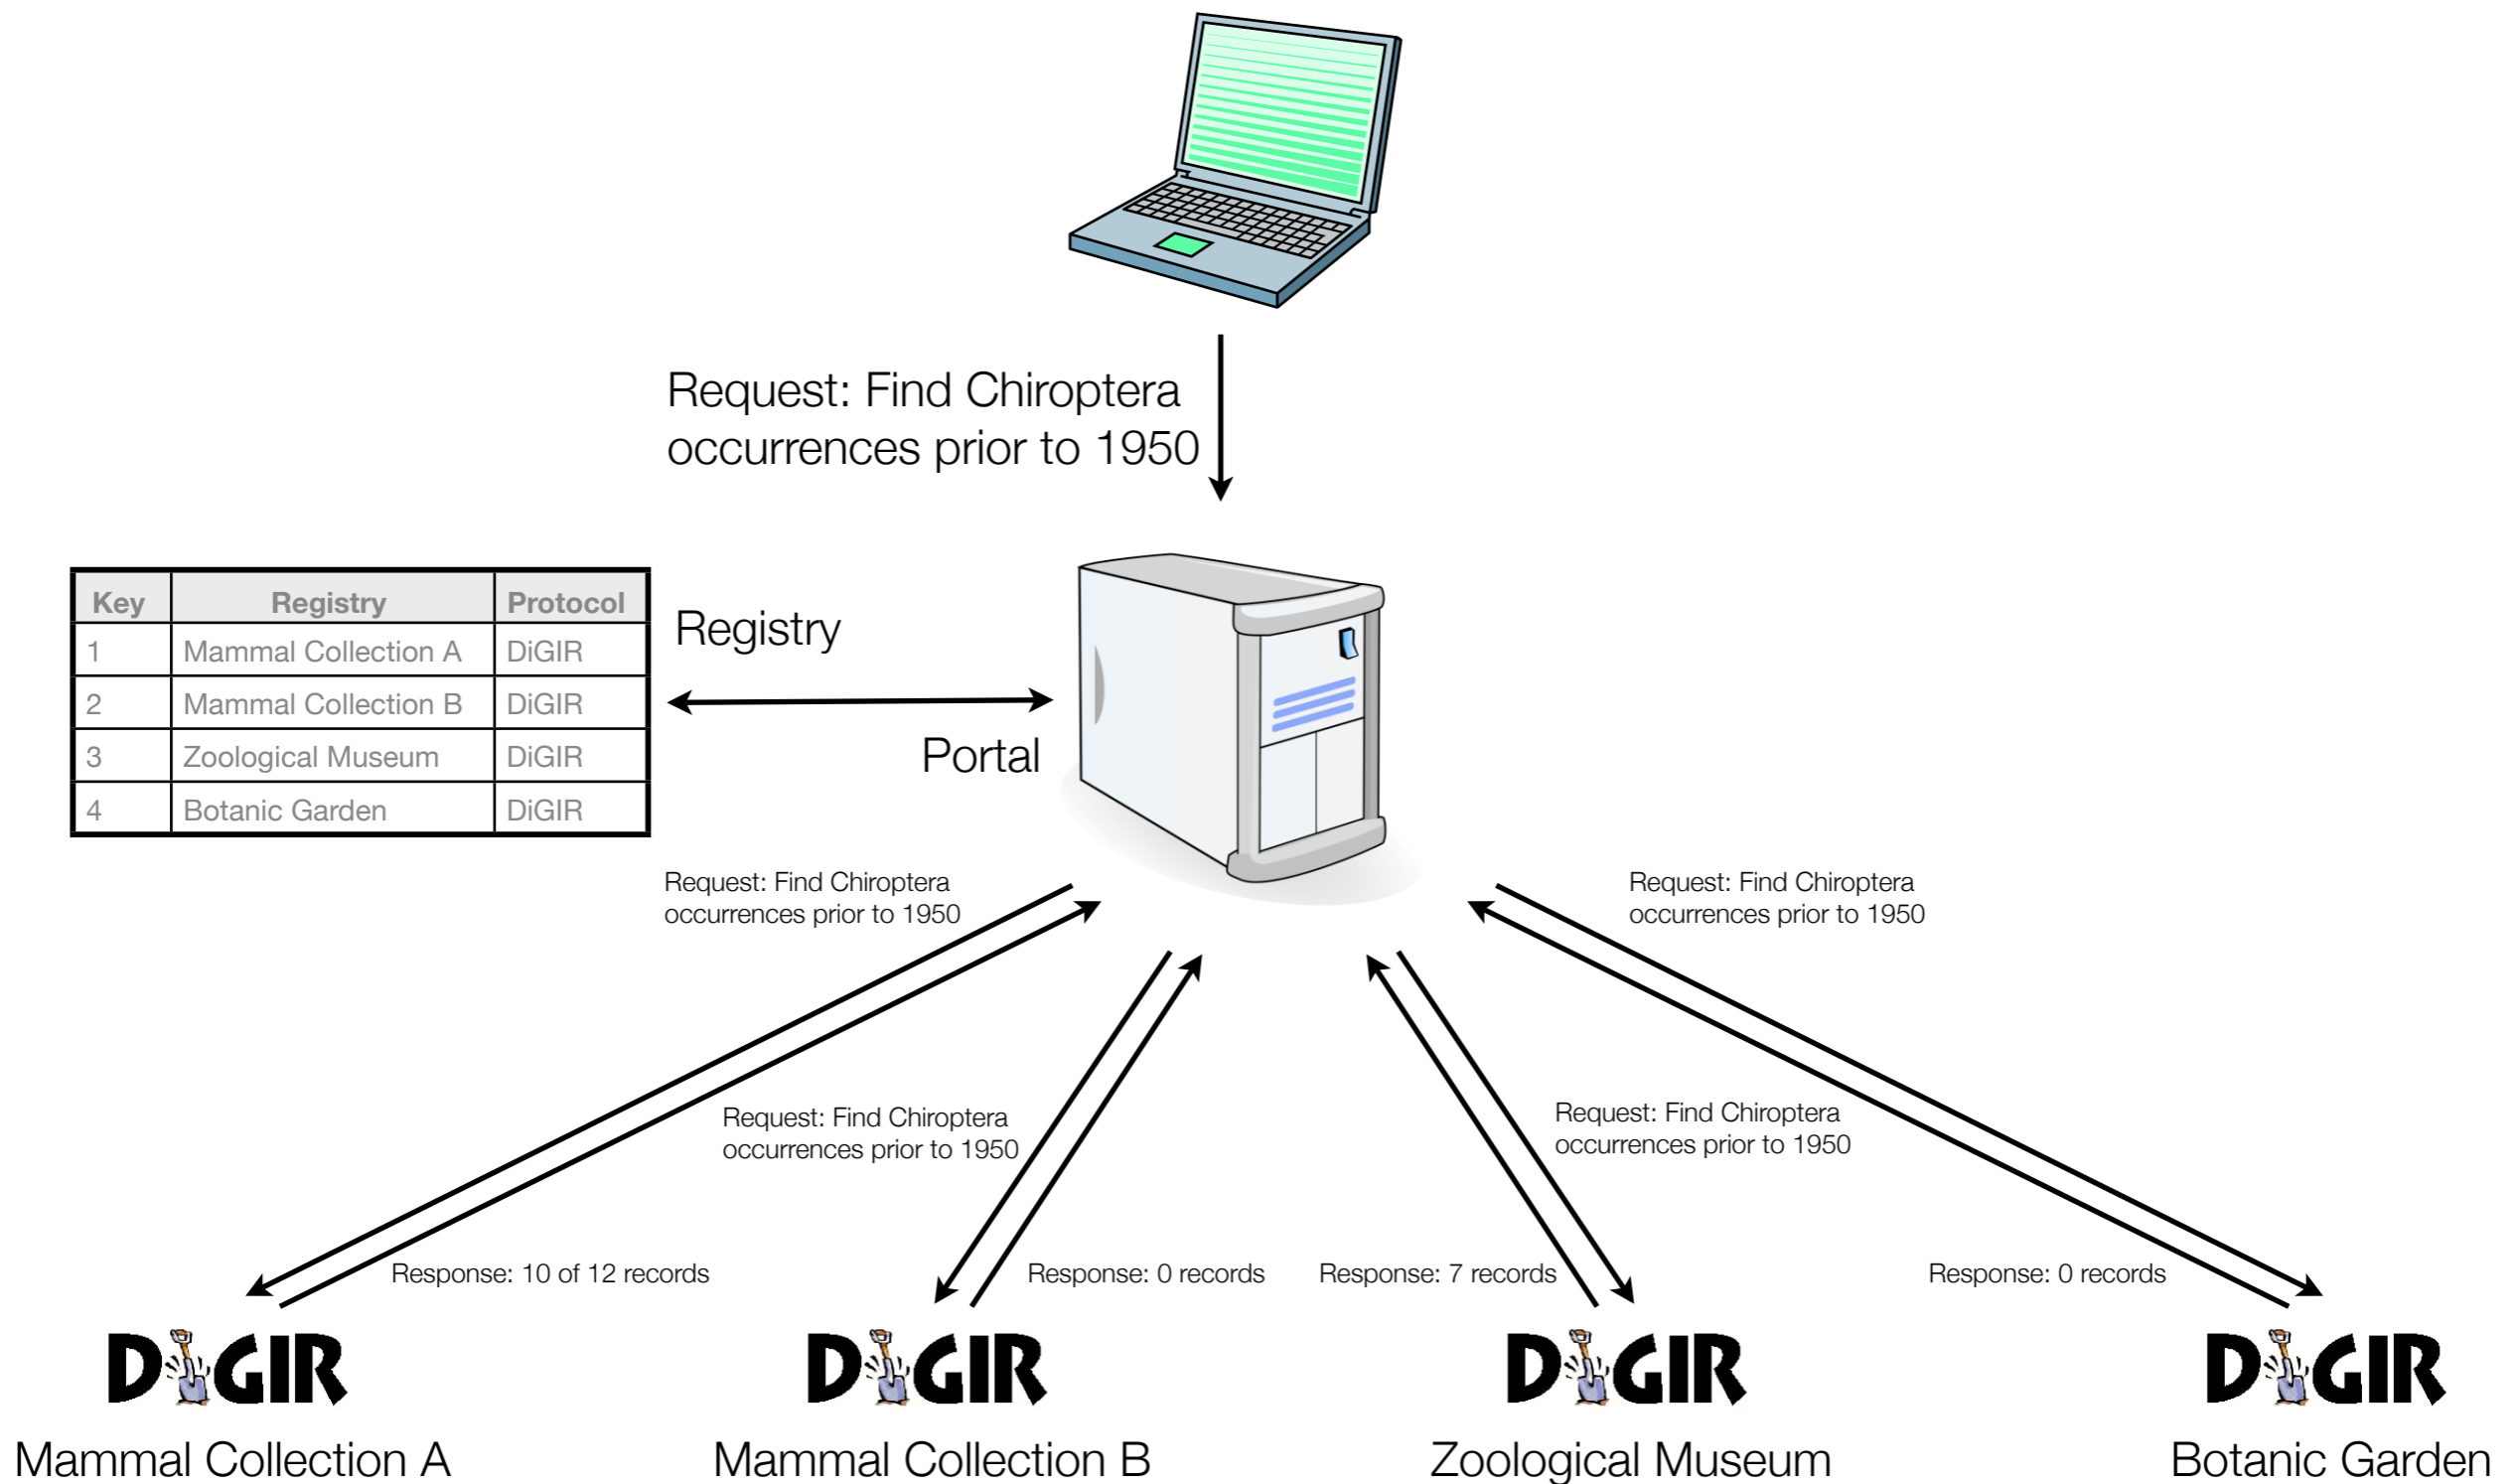 Request: Find Chiroptera
occurrences prior to 1950
Key Registry Protocol
1 Mammal Collection A DiGIR
2 Mammal Collection B DiGIR
3 Zoological Museum DiGIR
4 Botanic Garden DiGIR
Registry
Portal
Request: Find Chiroptera
occurrences prior to 1950
Request: Find Chiroptera
occurrences prior to 1950
Request: Find Chiroptera
occurrences prior to 1950
Request: Find Chiroptera
occurrences prior to 1950
Response: 10 of 12 records
Response: 0 records
Response: 7 records
Response: 0 records
DiGIR
DiGIR
DiGIR
DiGIR
Mammal Collection A
Mammal Collection B
Zoological Museum
Botanic Garden